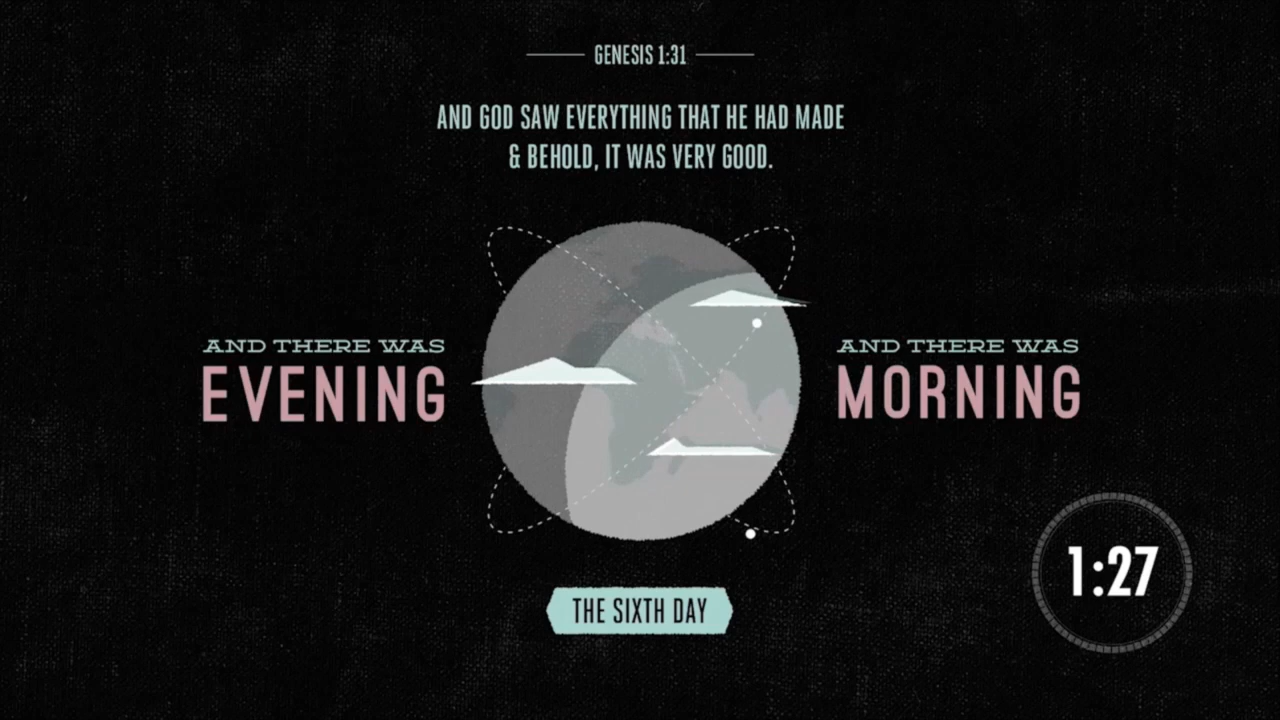 GENESIS 1:31
AND GOD SAW EVERYTHING THAT HE HAD MADE
& BEHOLD, IT WAS VERY GOOD.
AND THERE WAS
EVENING
AND THERE WAS
MORNING
1:27
THE SIXTH DAY